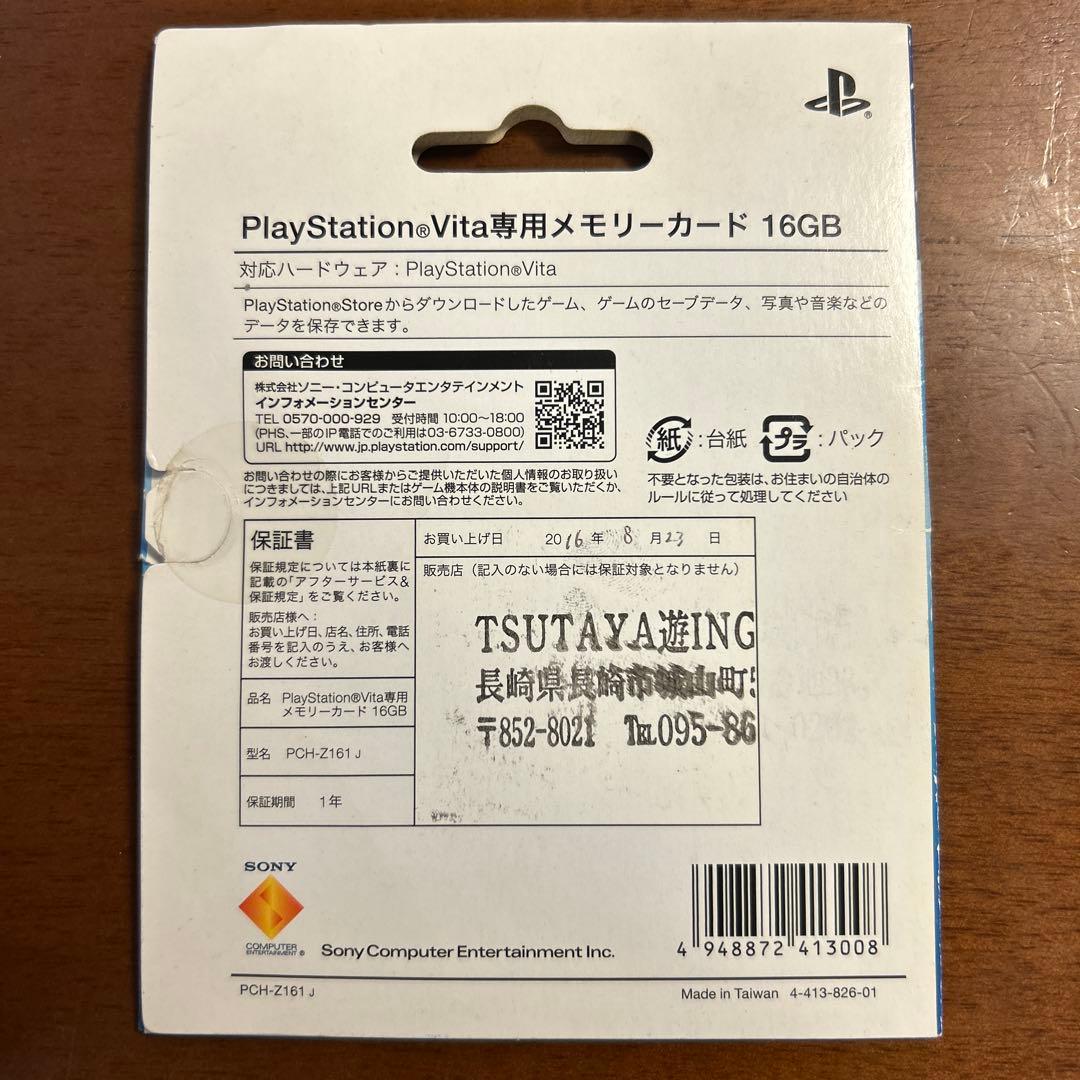 PlayStation®Vita専用メモリーカード 16GB
対応ハードウェア：PlayStation®Vita
PlayStation®Storeからダウンロードしたゲーム、ゲームのセーブデータ、写真や音楽などの
データを保存できます。
お問い合わせ
株式会社ソニー・コンピュータエンタテインメント
インフォメーションセンター
TEL 0570-000-929 受付時間 10:00～18:00
(PHS、一部のIP電話でのご利用は03-6733-0800)
URL http://www.jp.playstation.com/support/
紙：台紙 プラ：パック
お問い合わせの際にお客様からご提供いただいた個人情報のお取り扱い
につきましては、上記URLまたはゲーム機本体の説明書をご覧いただくか、
インフォメーションセンターにお問い合わせください。
不要となった包装は、お住まいの自治体の
ルールに従って処理してください
保証書
保証規定については本紙裏に
記載の「アフターサービス&
保証規定」をご覧ください。
販売店様へ：
お買い上げ日、店名、住所、電話
番号を記入のうえ、お客様へ
お渡しください。
品名 PlayStation®Vita専用
メモリーカード 16GB
型名 PCH-Z161 J
保証期間 1年
お買い上げ日 2016年 8月23日
販売店（記入のない場合には保証対象となりません）
TSUTAYA遊ING
長崎県長崎市城山町5
〒852-8021 TEL095-86
SONY
COMPUTER
ENTERTAINMENT®
Sony Computer Entertainment Inc.
4 948872 413008
PCH-Z161 J
Made in Taiwan 4-413-826-01